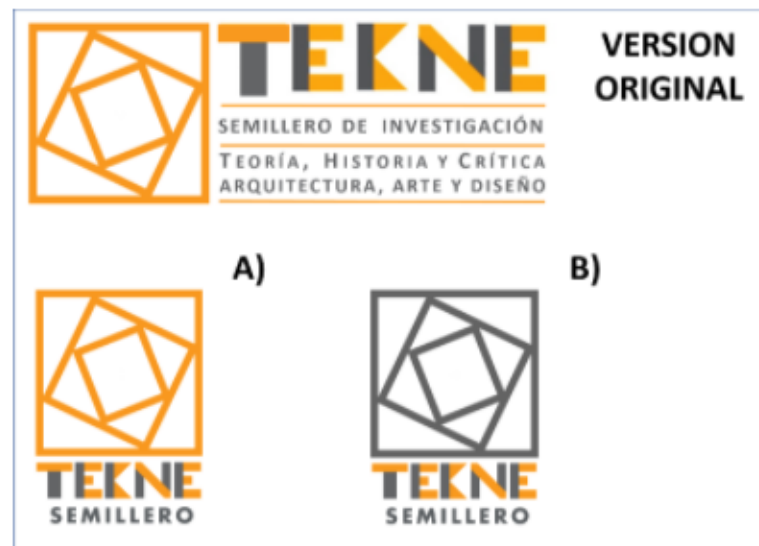 TEKNE
SEMILLERO DE INVESTIGACIÓN
TEORÍA, HISTORIA Y CRÍTICA
ARQUITECTURA, ARTE Y DISEÑO
VERSION
ORIGINAL
A)
TEKNE
SEMILLERO
B)
TEKNE
SEMILLERO